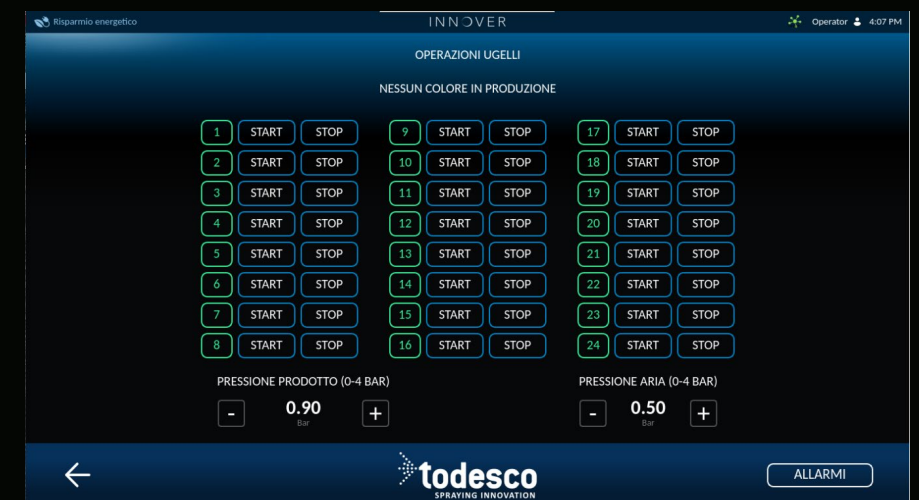 Risparmio energetico
INNOVER
Operator 4:07 PM
OPERAZIONI UGELLI
NESSUN COLORE IN PRODUZIONE
1 START STOP 9 START STOP 17 START STOP
2 START STOP 10 START STOP 18 START STOP
3 START STOP 11 START STOP 19 START STOP
4 START STOP 12 START STOP 20 START STOP
5 START STOP 13 START STOP 21 START STOP
6 START STOP 14 START STOP 22 START STOP
7 START STOP 15 START STOP 23 START STOP
8 START STOP 16 START STOP 24 START STOP
PRESSIONE PRODOTTO (0-4 BAR) PRESSIONE ARIA (0-4 BAR)
- 0.90 + - 0.50 +
Bar Bar
todesco
SPRAYING INNOVATION
ALLARMI